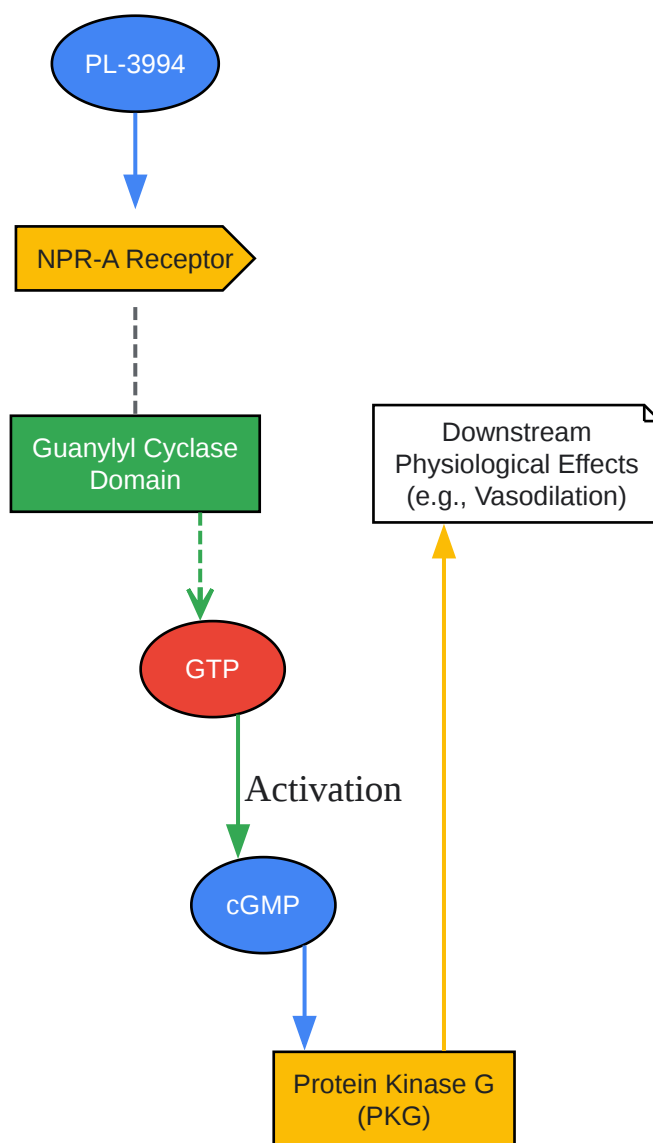 PL-3994
NPR-A Receptor
Guanylyl Cyclase
Domain
Downstream
Physiological Effects
(e.g., Vasodilation)
GTP
Activation
cGMP
Protein Kinase G
(PKG)